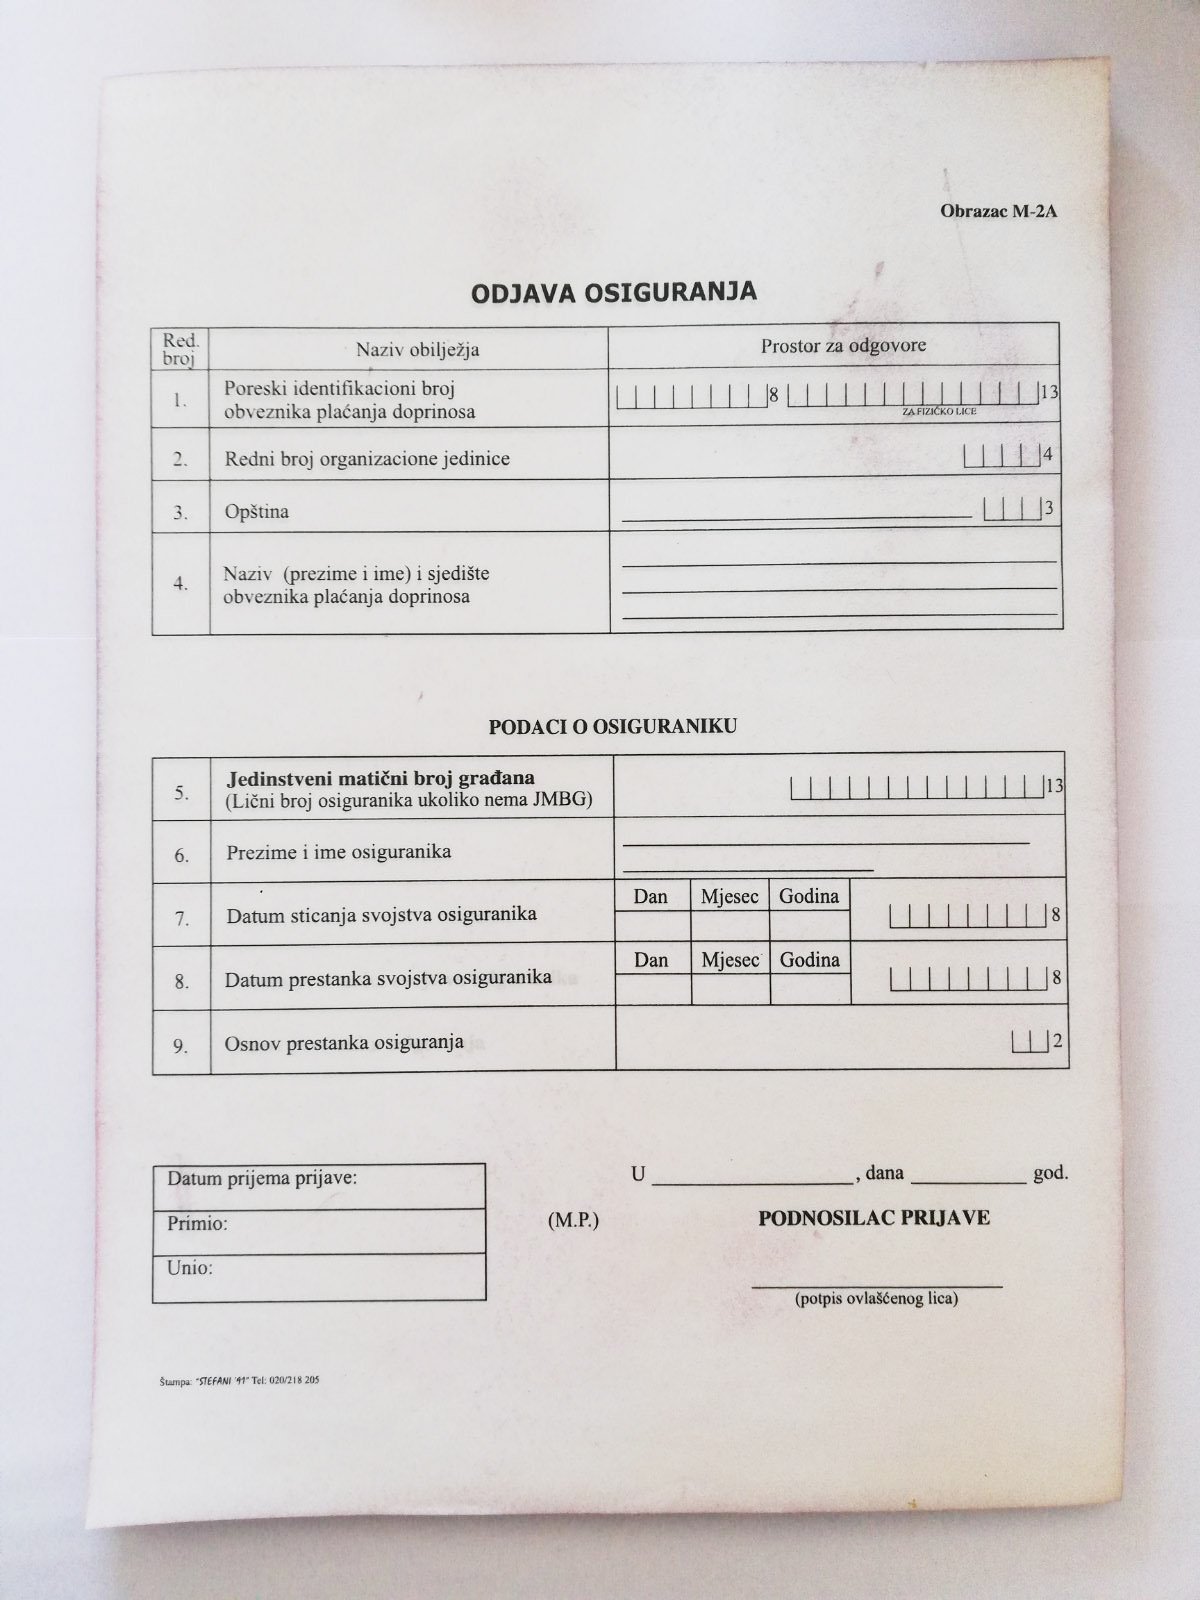 Obrazac M-2A
ODJAVA OSIGURANJA
Red. broj
Naziv obilježja
Prostor za odgovore
1.
Poreski identifikacioni broj
obveznika plaćanja doprinosa
8
13
ZA FIZIČKO LICE
2.
Redni broj organizacione jedinice
4
3.
Opština
3
4.
Naziv (prezime i ime) i sjedište
obveznika plaćanja doprinosa
PODACI O OSIGURANIKU
5.
Jedinstveni matični broj građana
(Lični broj osiguranika ukoliko nema JMBG)
13
6.
Prezime i ime osiguranika
7.
Datum sticanja svojstva osiguranika
Dan Mjesec Godina
8
8.
Datum prestanka svojstva osiguranika
Dan Mjesec Godina
8
9.
Osnov prestanka osiguranja
2
Datum prijema prijave:
Primio:
Unio:
(M.P.)
U ____________________, dana ____________ god.
PODNOSILAC PRIJAVE
(potpis ovlašćenog lica)
Štampa: "STEFANI '91" Tel: 020/218 205